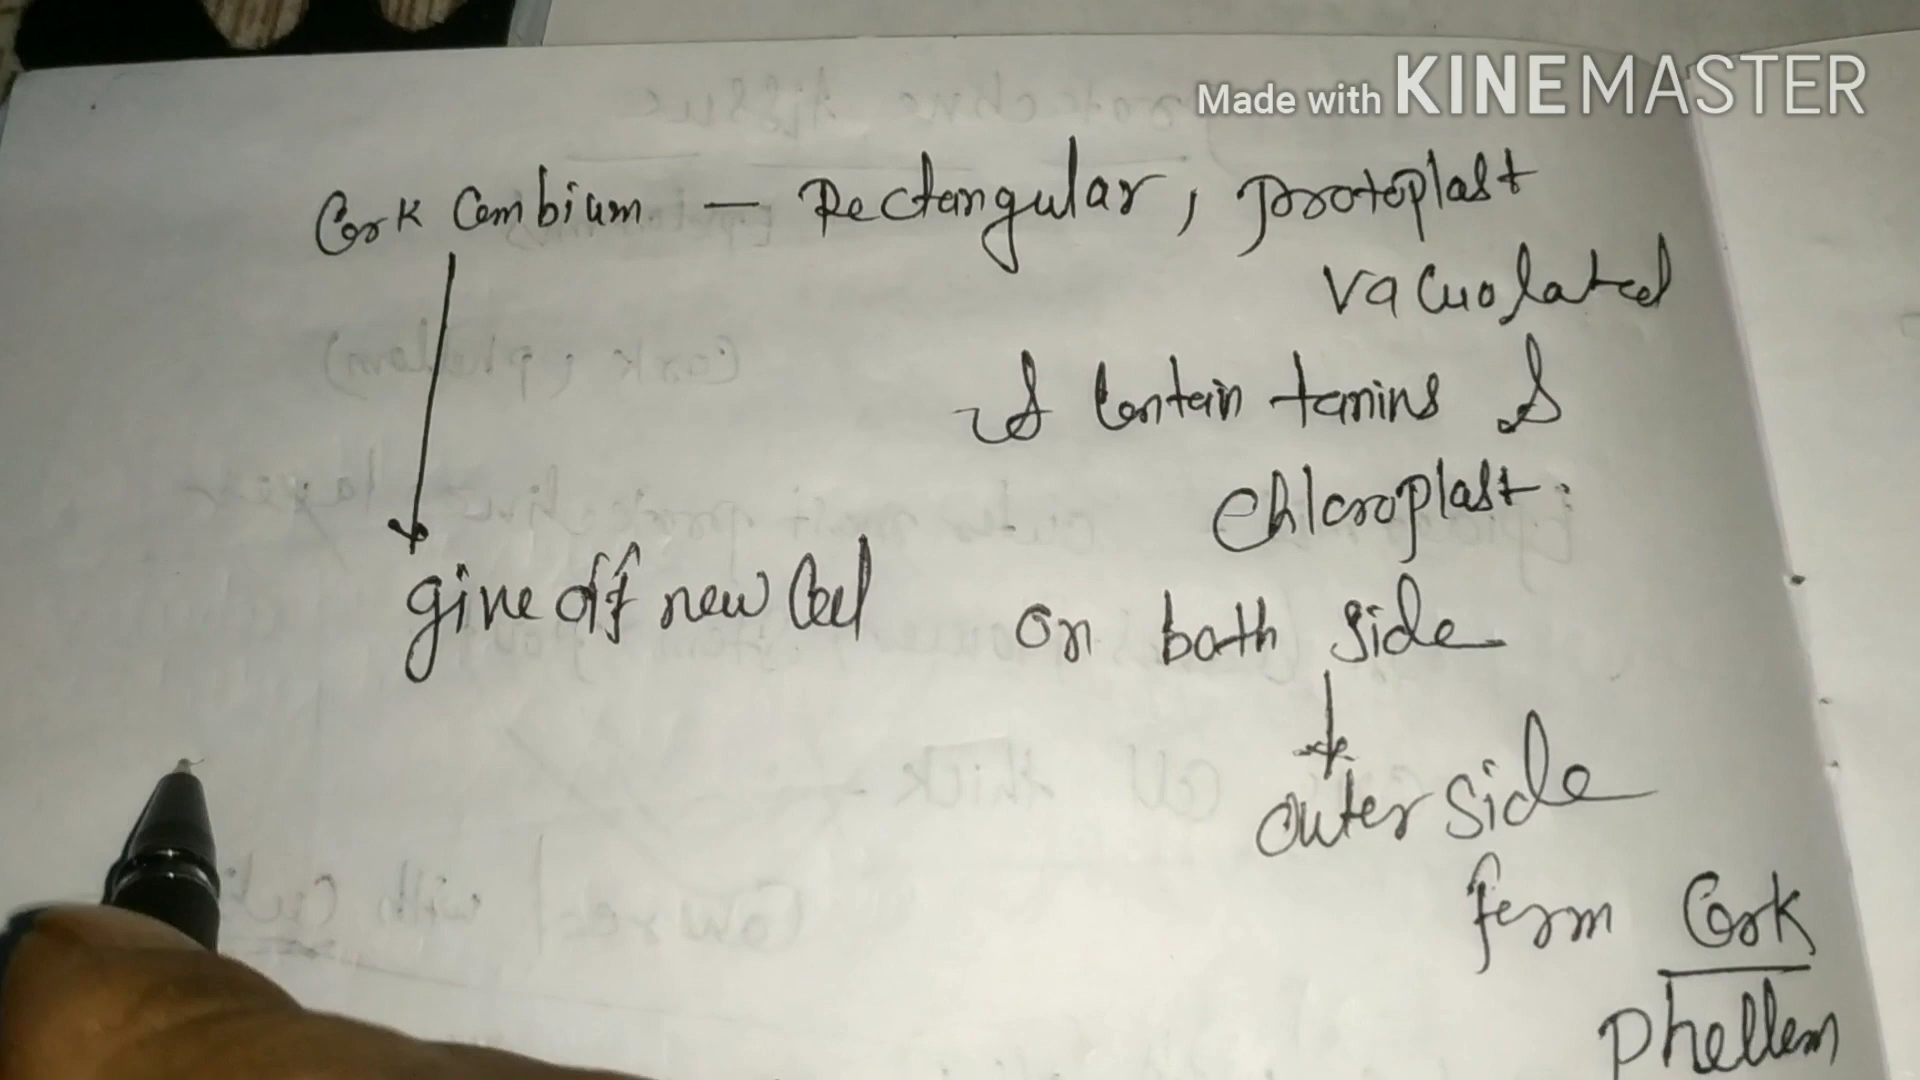 Made with KINEMASTER
Cork Cambium — Rectangular, protoplast
vacuolated
& Contain tanins &
Chloroplast.
give off new Cell on both side
outer side
form Cork
Phellem